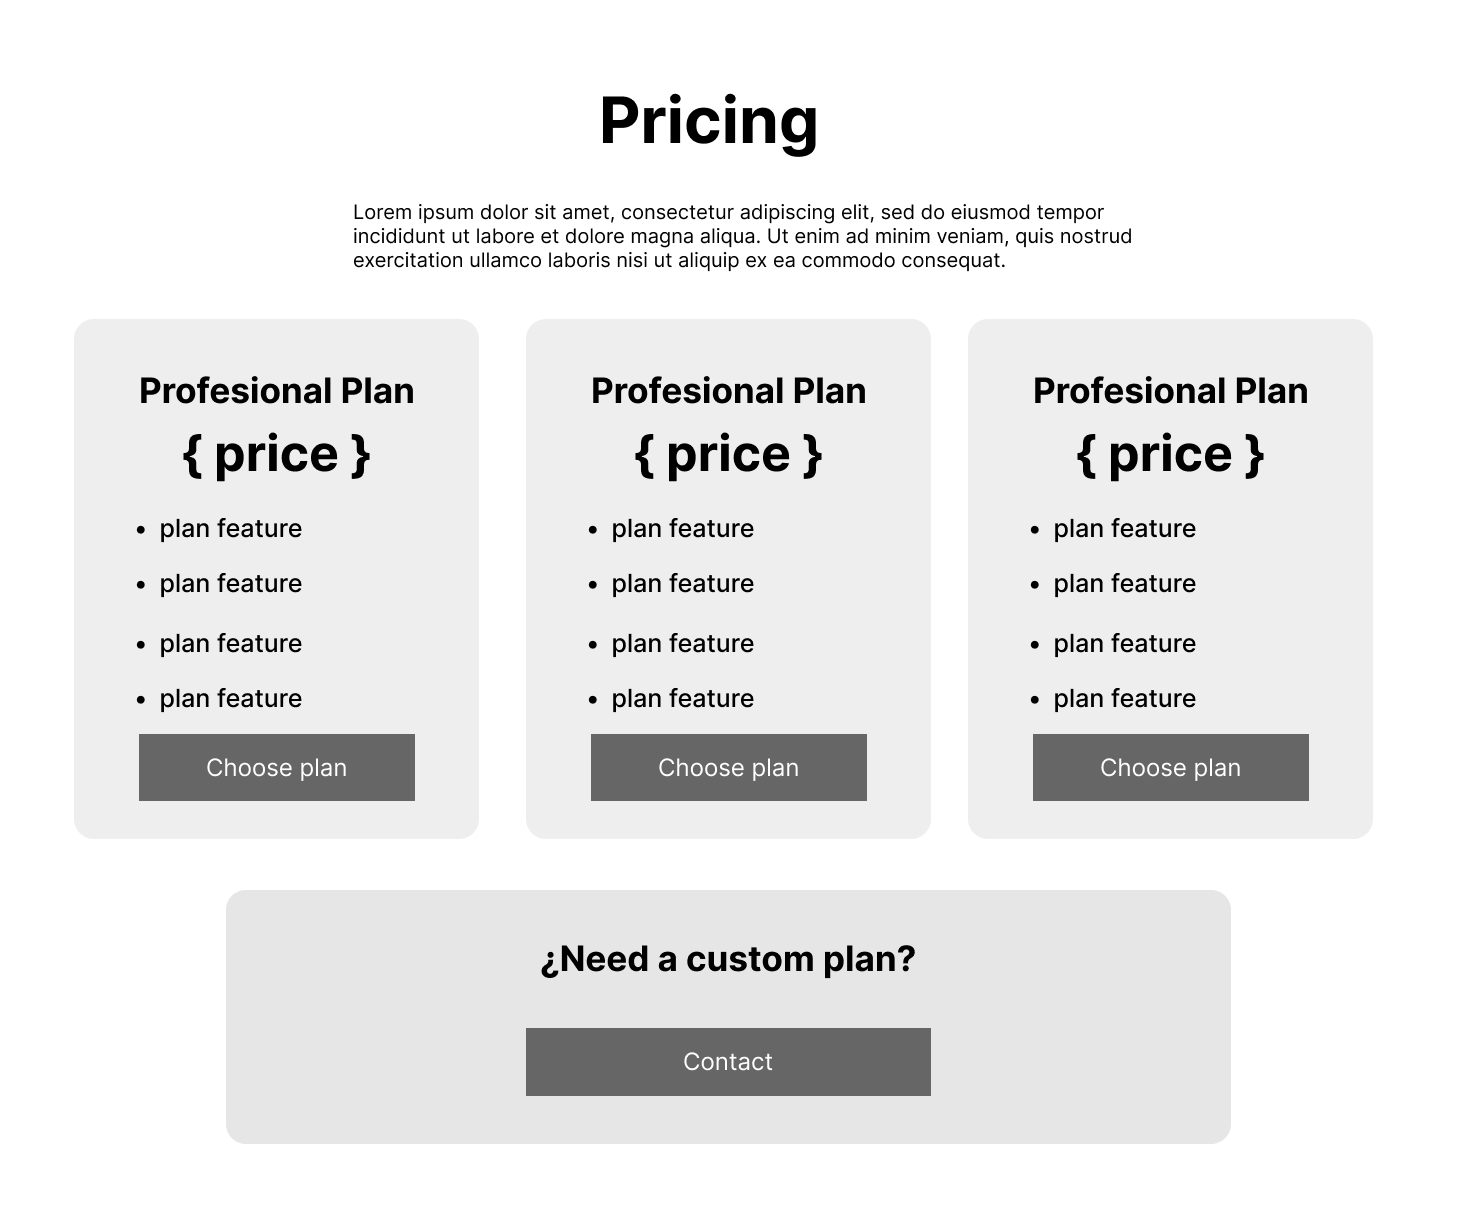 Pricing
Lorem ipsum dolor sit amet, consectetur adipiscing elit, sed do eiusmod tempor
incididunt ut labore et dolore magna aliqua. Ut enim ad minim veniam, quis nostrud
exercitation ullamco laboris nisi ut aliquip ex ea commodo consequat.
Profesional Plan
{ price }
• plan feature
• plan feature
• plan feature
• plan feature
Choose plan
Profesional Plan
{ price }
• plan feature
• plan feature
• plan feature
• plan feature
Choose plan
Profesional Plan
{ price }
• plan feature
• plan feature
• plan feature
• plan feature
Choose plan
¿Need a custom plan?
Contact